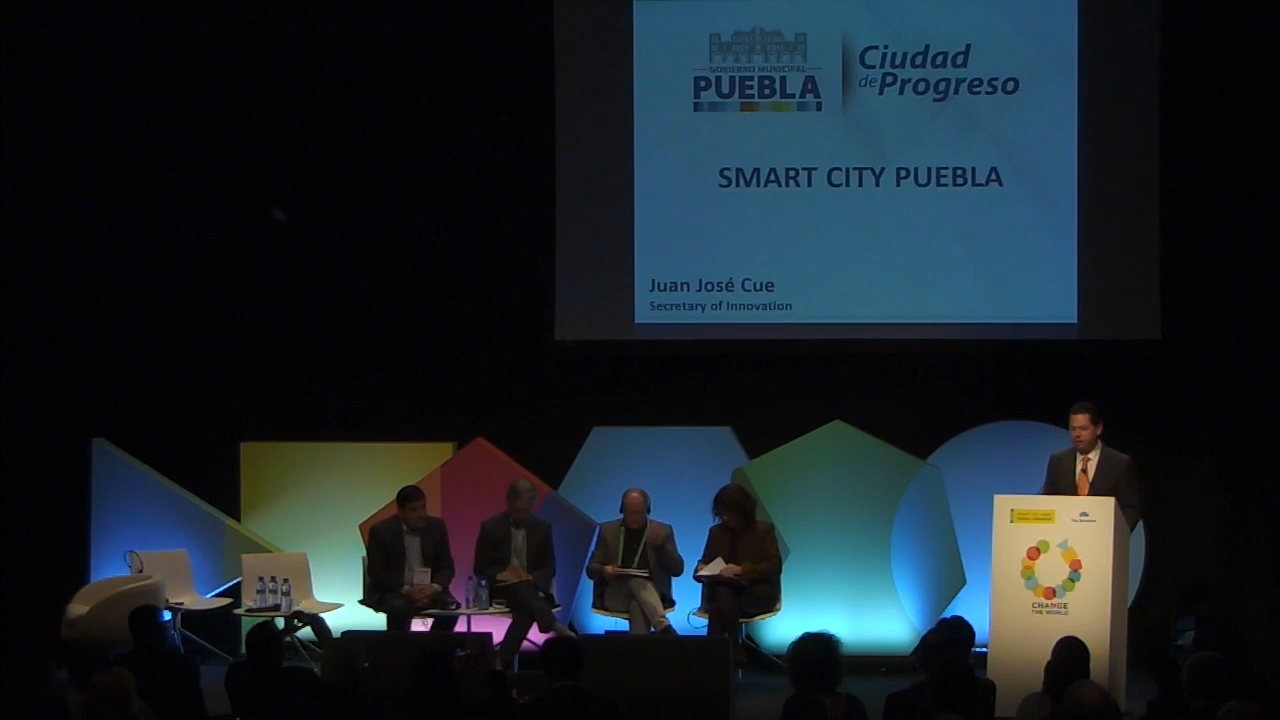 GOBIERNO MUNICIPAL
PUEBLA
Ciudad
de Progreso
SMART CITY PUEBLA
Juan José Cue
Secretary of Innovation
CHANGE
THE WORLD